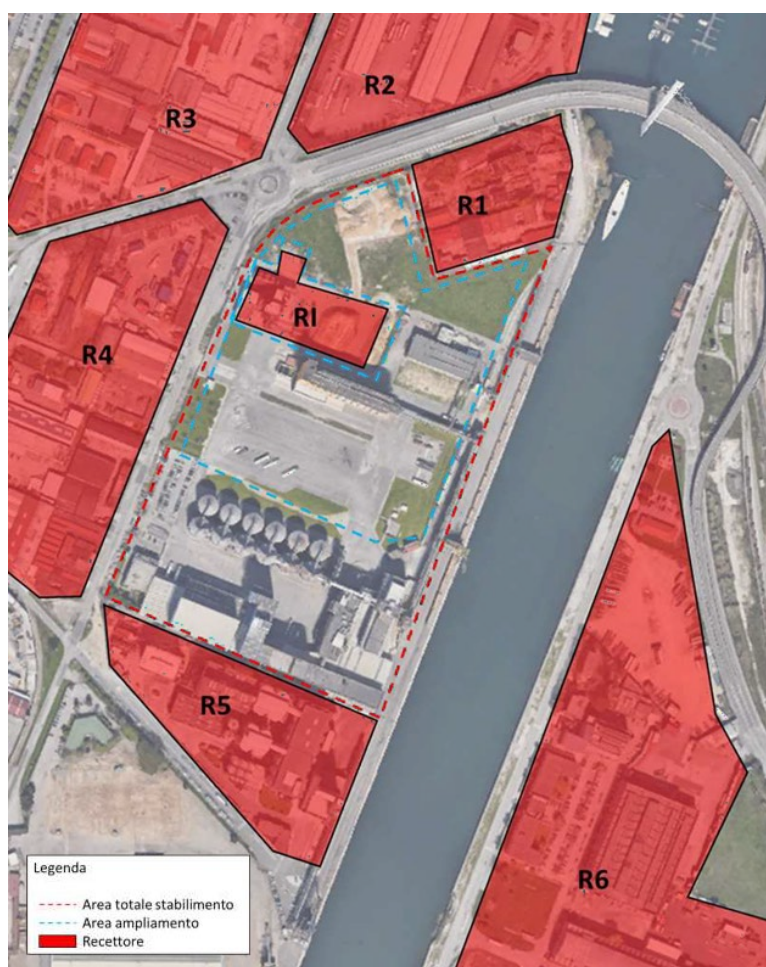 R2
R3
R1
RI
R4
R5
R6
Legenda
Area totale stabilimento
Area ampliamento
Recettore